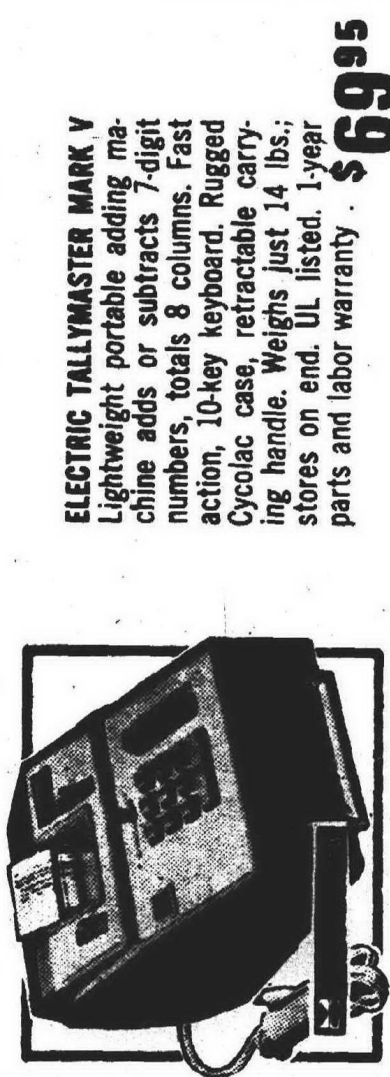 ELECTRIC TALLYMASTER MARK V
Lightweight portable adding ma-
chine adds or subtracts 7-digit
numbers, totals 8 columns. Fast
action, 10-key keyboard. Rugged
Cycolac case, retractable carry-
ing handle. Weighs just 14 lbs.;
stores on end. UL listed. 1-year
parts and labor warranty . $69⁹⁵